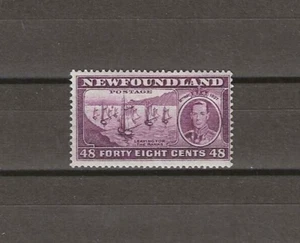 NEWFOUNDLAND
POSTAGE
48 FORTY EIGHT CENTS 48